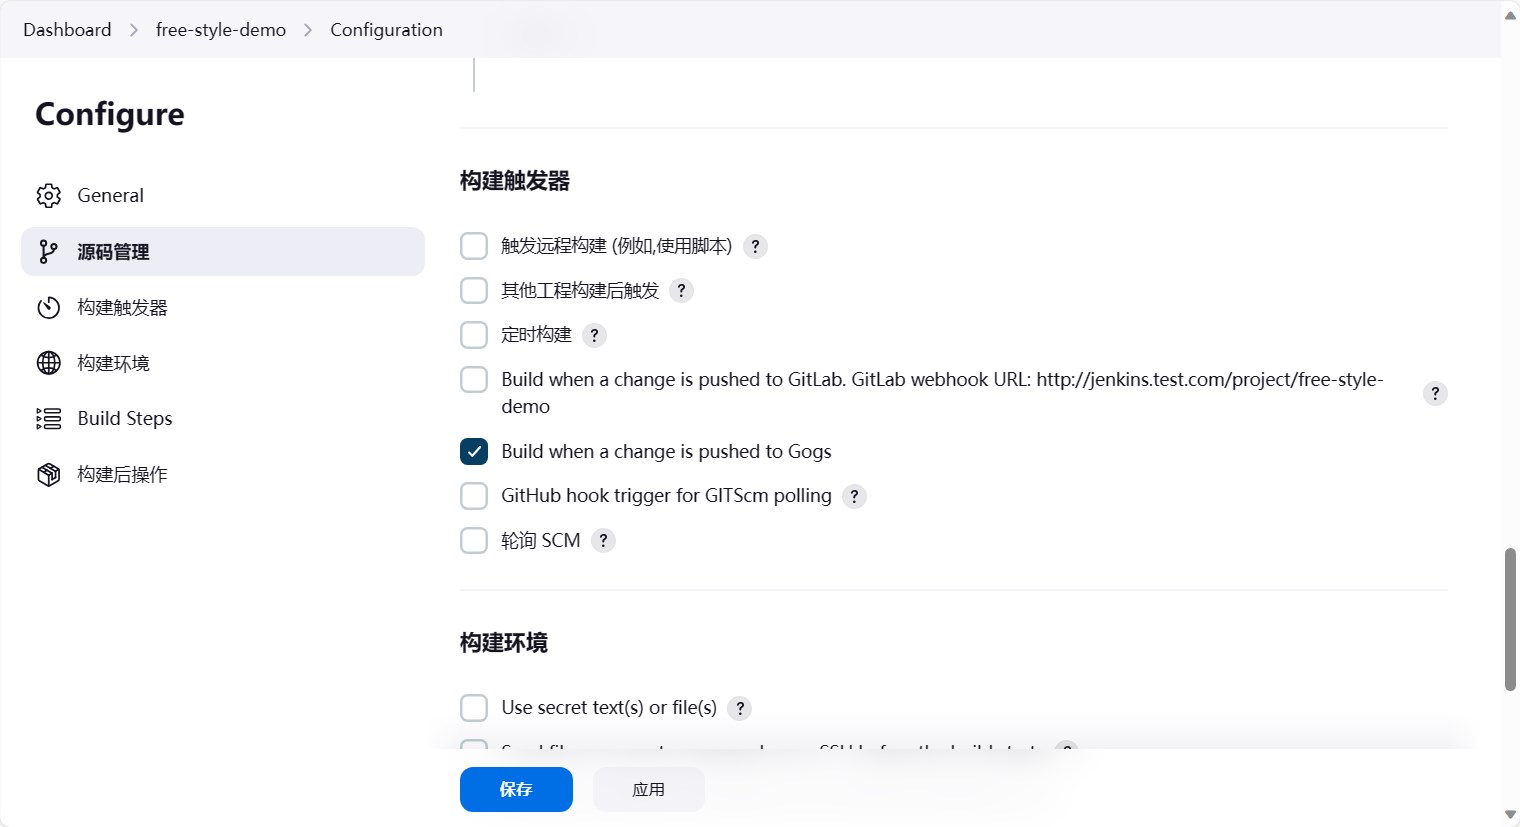 Dashboard > free-style-demo > Configuration
Configure
General
源码管理
构建触发器
构建环境
Build Steps
构建后操作
构建触发器
触发远程构建 (例如,使用脚本) ?
其他工程构建后触发 ?
定时构建 ?
Build when a change is pushed to GitLab. GitLab webhook URL: http://jenkins.test.com/project/free-style-
demo ?
Build when a change is pushed to Gogs
GitHub hook trigger for GITScm polling ?
轮询 SCM ?
构建环境
Use secret text(s) or file(s) ?
保存
应用